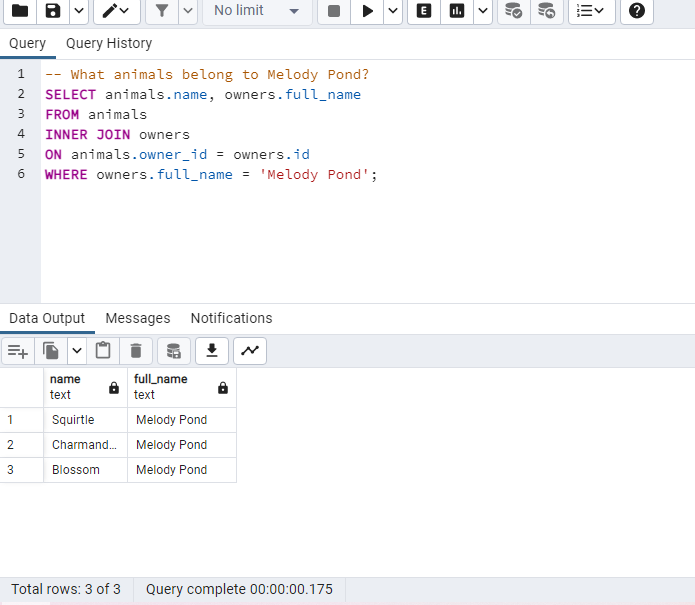 No limit
E
Query Query History
1 -- What animals belong to Melody Pond?
2 SELECT animals.name, owners.full_name
3 FROM animals
4 INNER JOIN owners
5 ON animals.owner_id = owners.id
6 WHERE owners.full_name = 'Melody Pond';
Data Output Messages Notifications
name full_name
text text
1 Squirtle Melody Pond
2 Charmand... Melody Pond
3 Blossom Melody Pond
Total rows: 3 of 3 Query complete 00:00:00.175